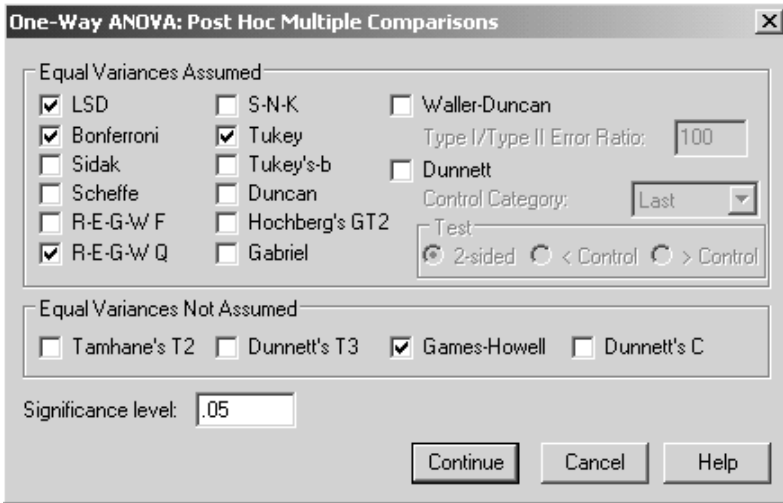 One-Way ANOVA: Post Hoc Multiple Comparisons
Equal Variances Assumed
LSD
Bonferroni
Sidak
Scheffe
R-E-G-W F
R-E-G-W Q
S-N-K
Tukey
Tukey's-b
Duncan
Hochberg's GT2
Gabriel
Waller-Duncan
Type I/Type II Error Ratio: 100
Dunnett
Control Category: Last
Test
2-sided < Control > Control
Equal Variances Not Assumed
Tamhane's T2 Dunnett's T3 Games-Howell Dunnett's C
Significance level: .05
Continue Cancel Help